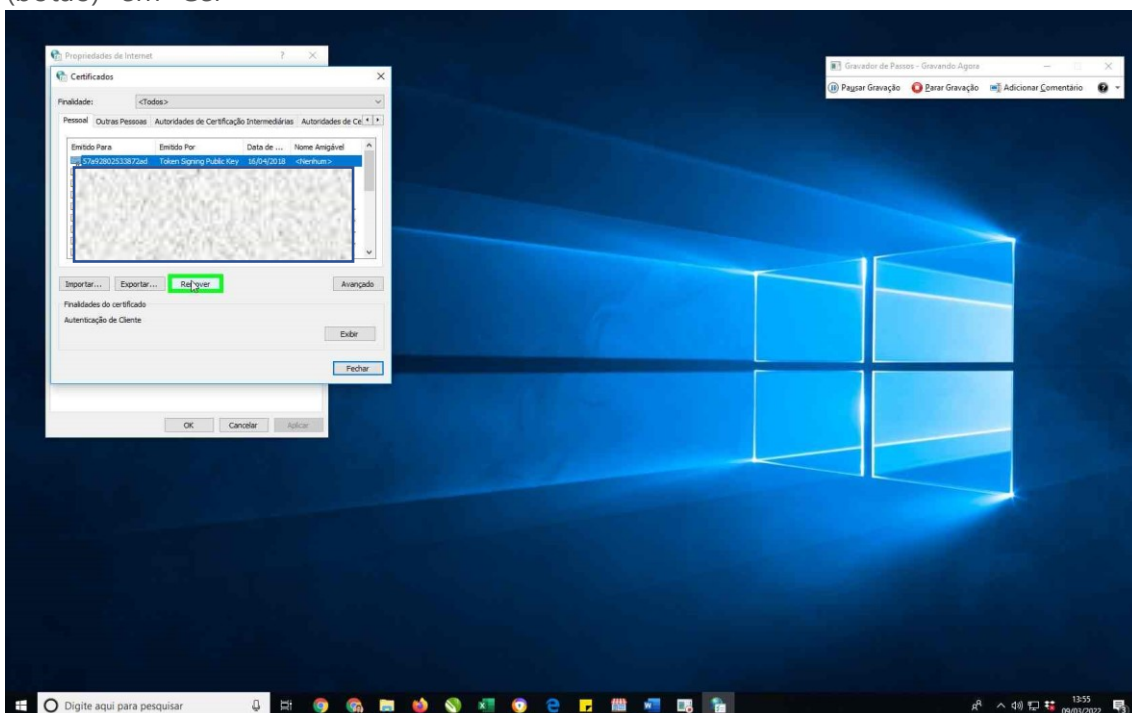 (botão)" em "Cer
Propriedades de Internet
Certificados
Finalidade: <Todos>
Pessoal Outras Pessoas Autoridades de Certificação Intermediárias Autoridades de Ce
Emitido Para Emitido Por Data de ... Nome Amigável
57a92802533872ad Token Signing Public Key 16/04/2018 <Nenhum>
Importar... Exportar... Remover Avançado
Finalidades do certificado
Autenticação de Cliente
Exibir
Fechar
OK Cancelar Aplicar
Gravador de Passos - Gravando Agora
Pausar Gravação Parar Gravação Adicionar Comentário
Digite aqui para pesquisar
13:55
09/03/2022